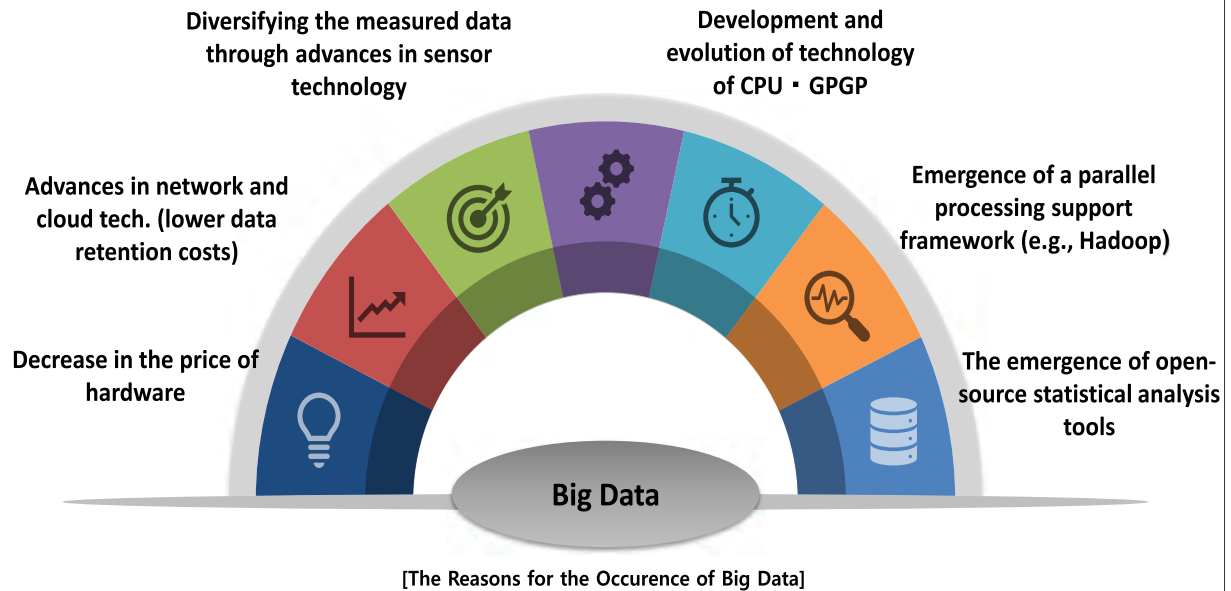 Diversifying the measured data
through advances in sensor
technology
Development and
evolution of technology
of CPU ・ GPGP
Advances in network and
cloud tech. (lower data
retention costs)
Emergence of a parallel
processing support
framework (e.g., Hadoop)
Decrease in the price of
hardware
The emergence of open-
source statistical analysis
tools
Big Data
[The Reasons for the Occurence of Big Data]